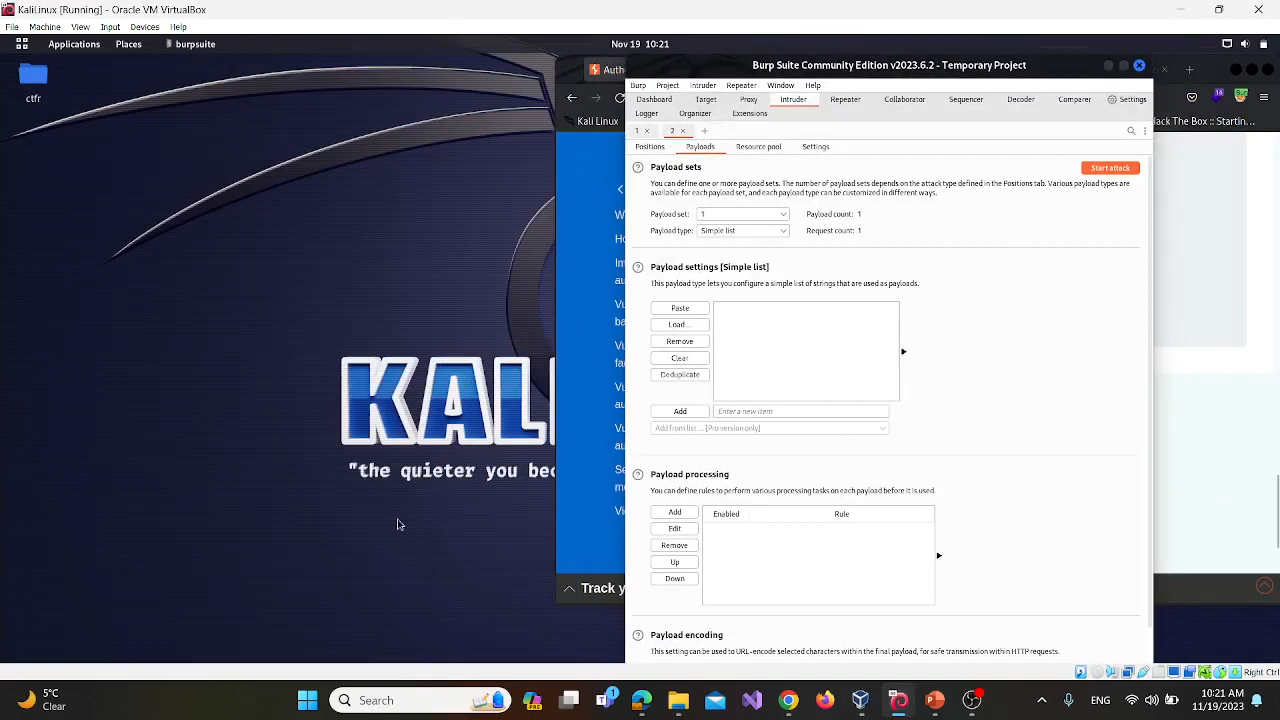 KaliLinux [Running] - Oracle VM VirtualBox
File Machine View Input Devices Help
Applications Places burpsuite Nov 19 10:21
ctfr
Auth
Burp Suite Community Edition v2023.6.2 - Temporary Project
Burp Project Intruder Repeater Window Help
Dashboard Target Proxy Intruder Repeater Collaborator Sequencer Decoder Comparer Settings
Logger Organizer Extensions
Kali Linux
Hack The Box :: Startin…
14
1 × 2 × +
Positions Payloads Resource pool Settings
Payload sets
Start attack
You can define one or more payload sets. The number of payload sets depends on the attack type defined in the Positions tab. Various payload types are
available for each payload set, and each payload type can be customized in different ways.
Payload set: 1 Payload count: 1
Payload type: Simple list Request count: 1
Payload settings [Simple list]
This payload type lets you configure a simple list of strings that are used as payloads.
Paste
Load ...
Remove
Clear
Deduplicate
Add Enter a new item
Add from list ... [Pro version only]
KAL
"the quieter you bec
Payload processing
You can define rules to perform various processing tasks on each payload before it is used.
Add Enabled Rule
Edit
Remove
Up
Down
Track y
Payload encoding
This setting can be used to URL-encode selected characters within the final payload, for safe transmission within HTTP requests.
Right Ctrl
5°C
Clear
Search
PRE
1
ENG
10:21 AM
11/19/2023